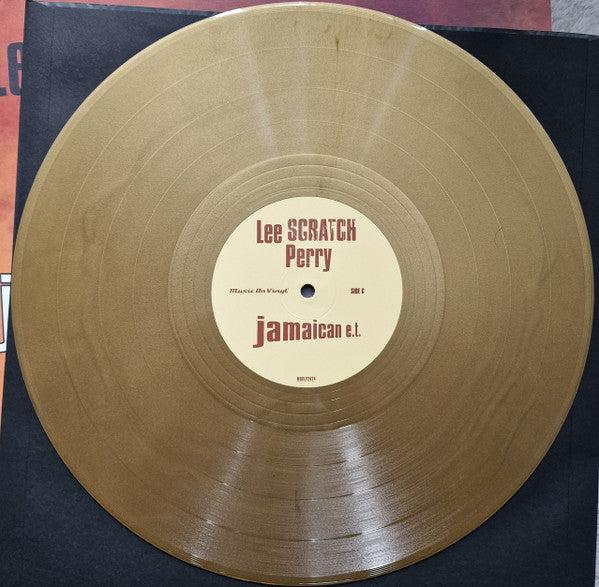 Lee SCRATCH
Perry
Music On Vinyl
SIDE C
jamaican e.t.